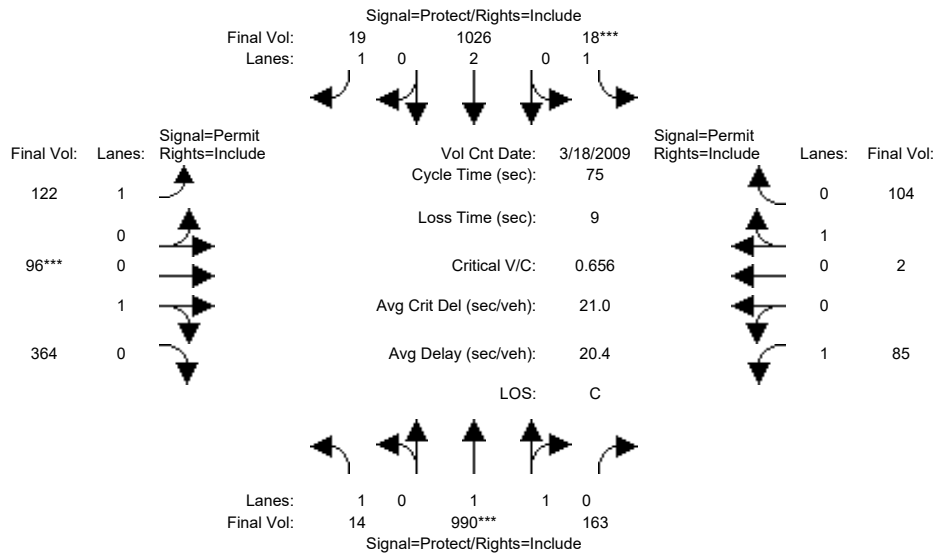 Signal=Protect/Rights=Include
Final Vol: 19 1026 18***
Lanes: 1 0 2 0 1
Signal=Permit Signal=Permit
Final Vol: Lanes: Rights=Include Vol Cnt Date: 3/18/2009 Rights=Include Lanes: Final Vol:
Cycle Time (sec): 75
122 1 0 104
Loss Time (sec): 9
0 1
96*** 0 Critical V/C: 0.656 0 2
1 Avg Crit Del (sec/veh): 21.0 0
364 0 Avg Delay (sec/veh): 20.4 1 85
LOS: C
Lanes: 1 0 1 1 0
Final Vol: 14 990*** 163
Signal=Protect/Rights=Include